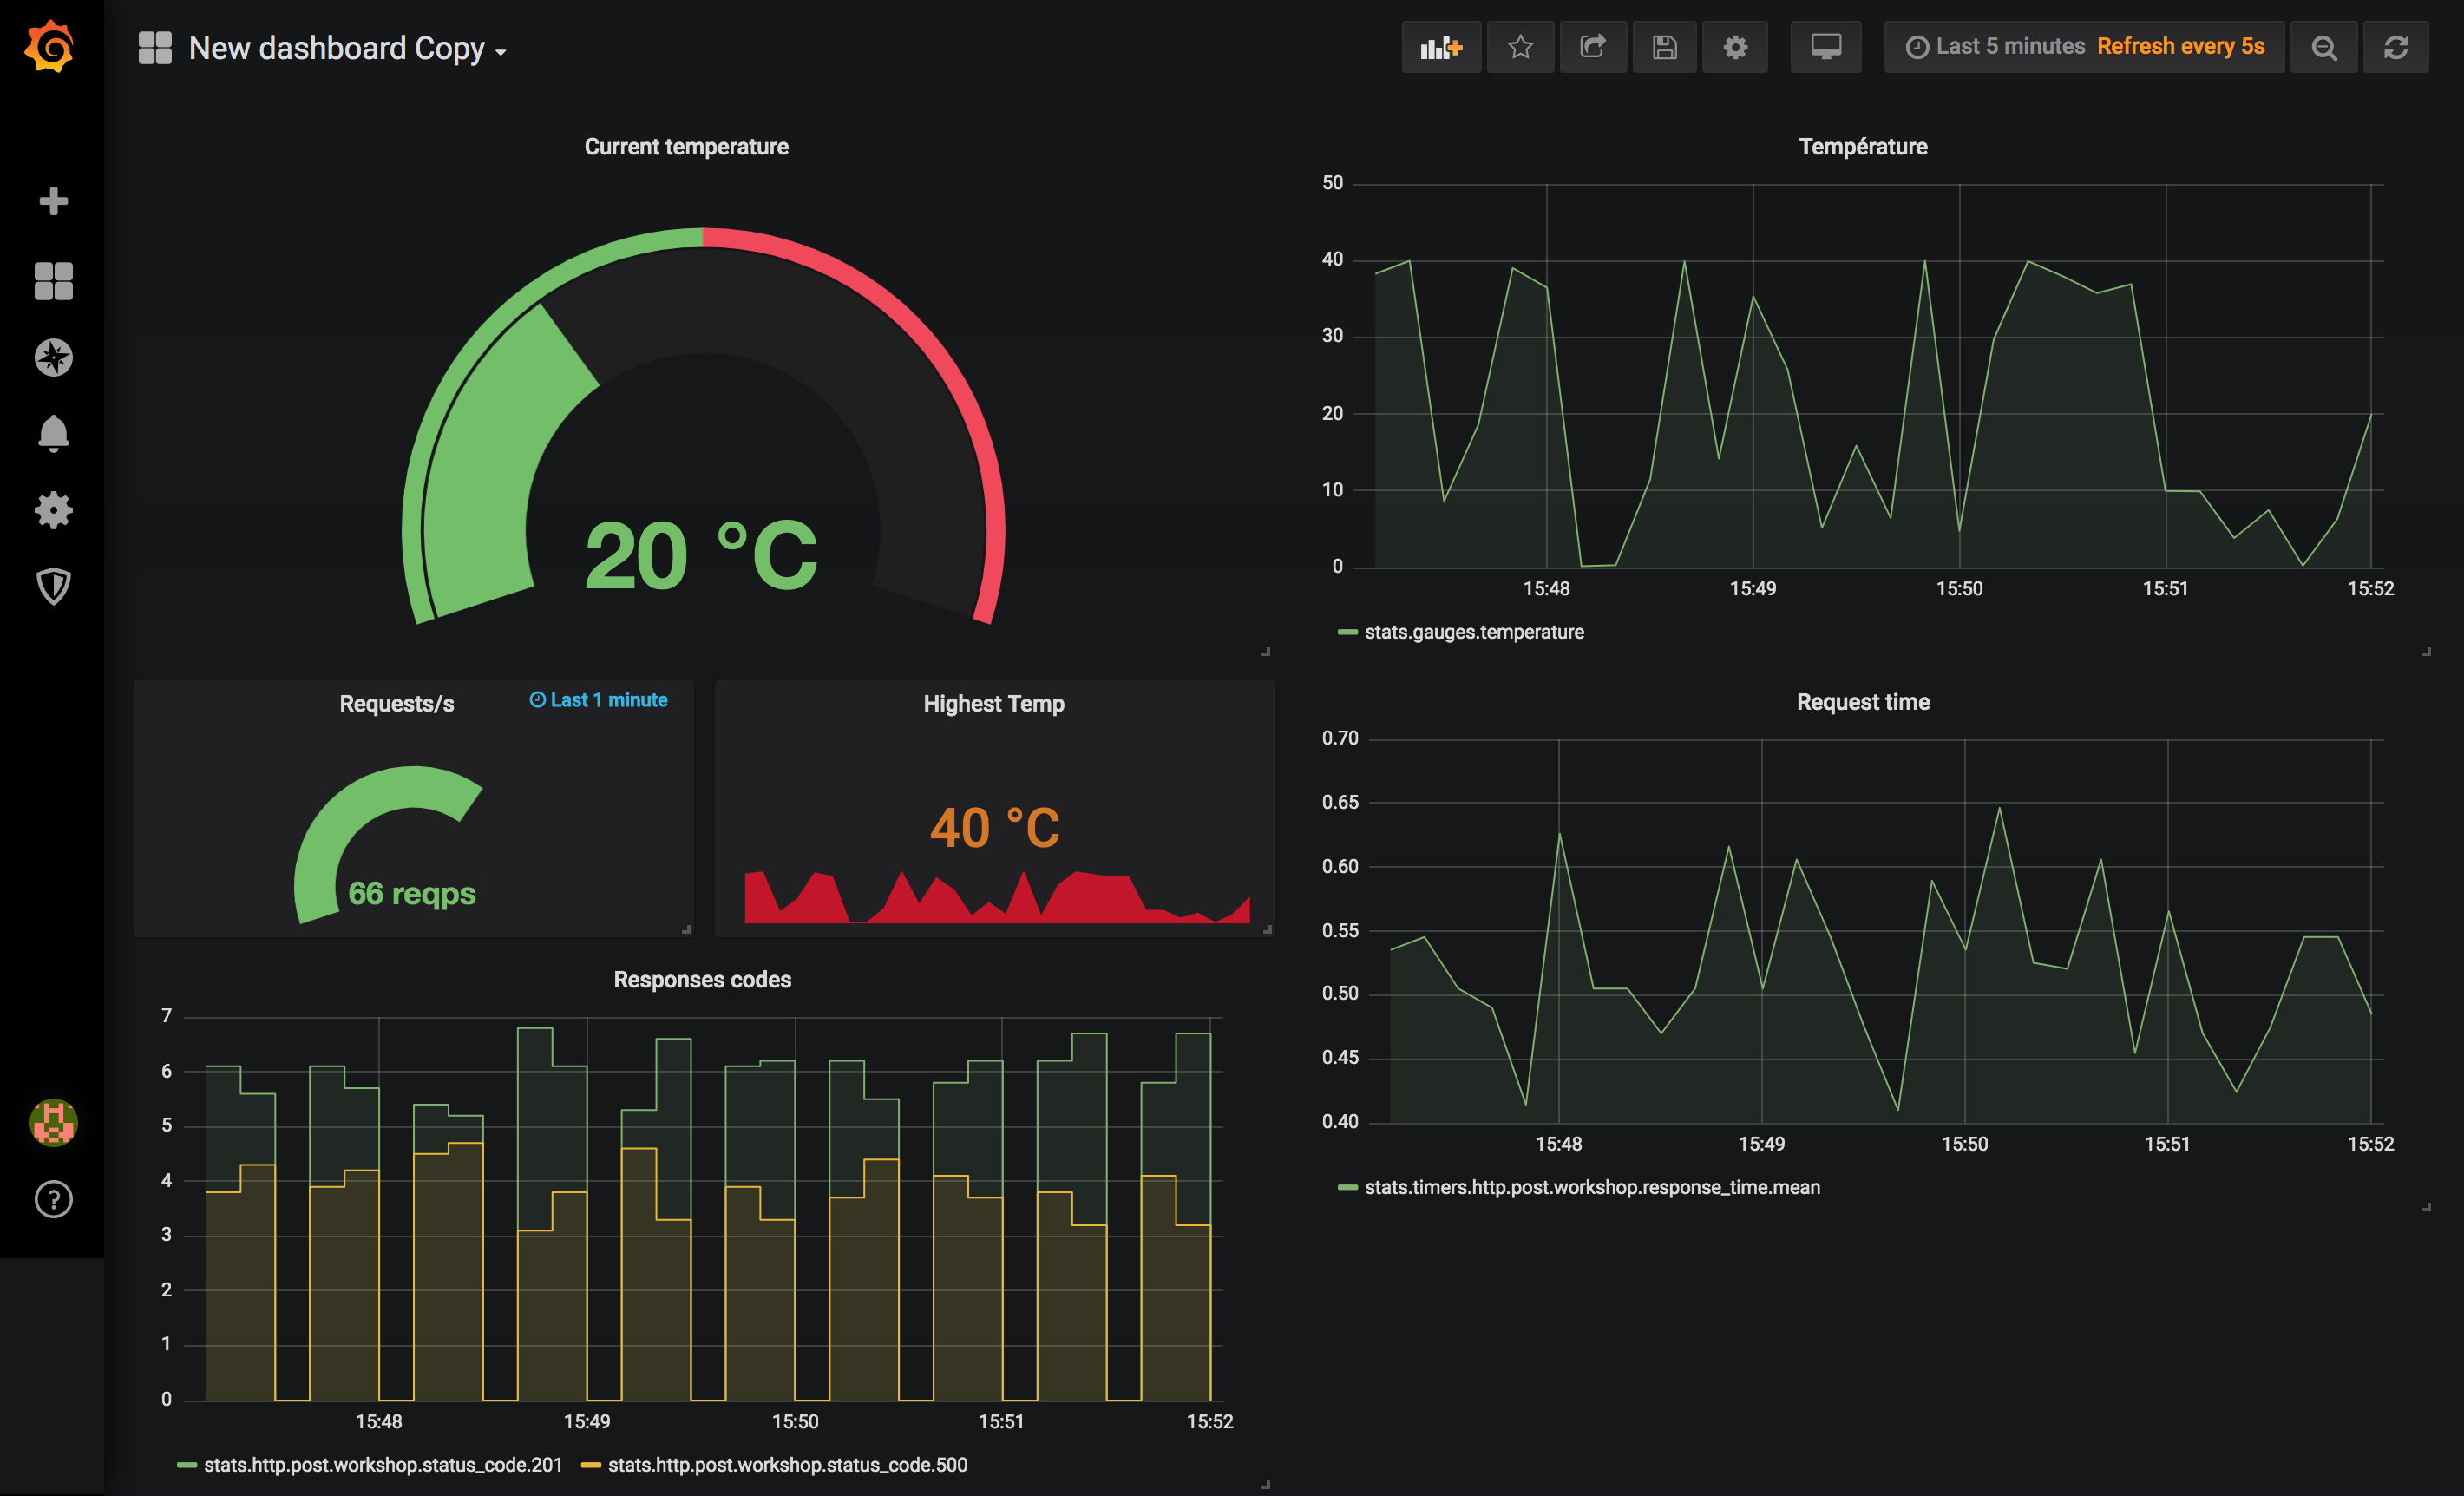 New dashboard Copy
Last 5 minutes Refresh every 5s
Current temperature
20 °C
Température
50
40
30
20
10
0
15:48 15:49 15:50 15:51 15:52
stats.gauges.temperature
Requests/s
Last 1 minute
66 reqps
Highest Temp
40 °C
Request time
0.70
0.65
0.60
0.55
0.50
0.45
0.40
15:48 15:49 15:50 15:51 15:52
stats.timers.http.post.workshop.response_time.mean
Responses codes
7
6
5
4
3
2
1
0
15:48 15:49 15:50 15:51 15:52
stats.http.post.workshop.status_code.201 stats.http.post.workshop.status_code.500
?